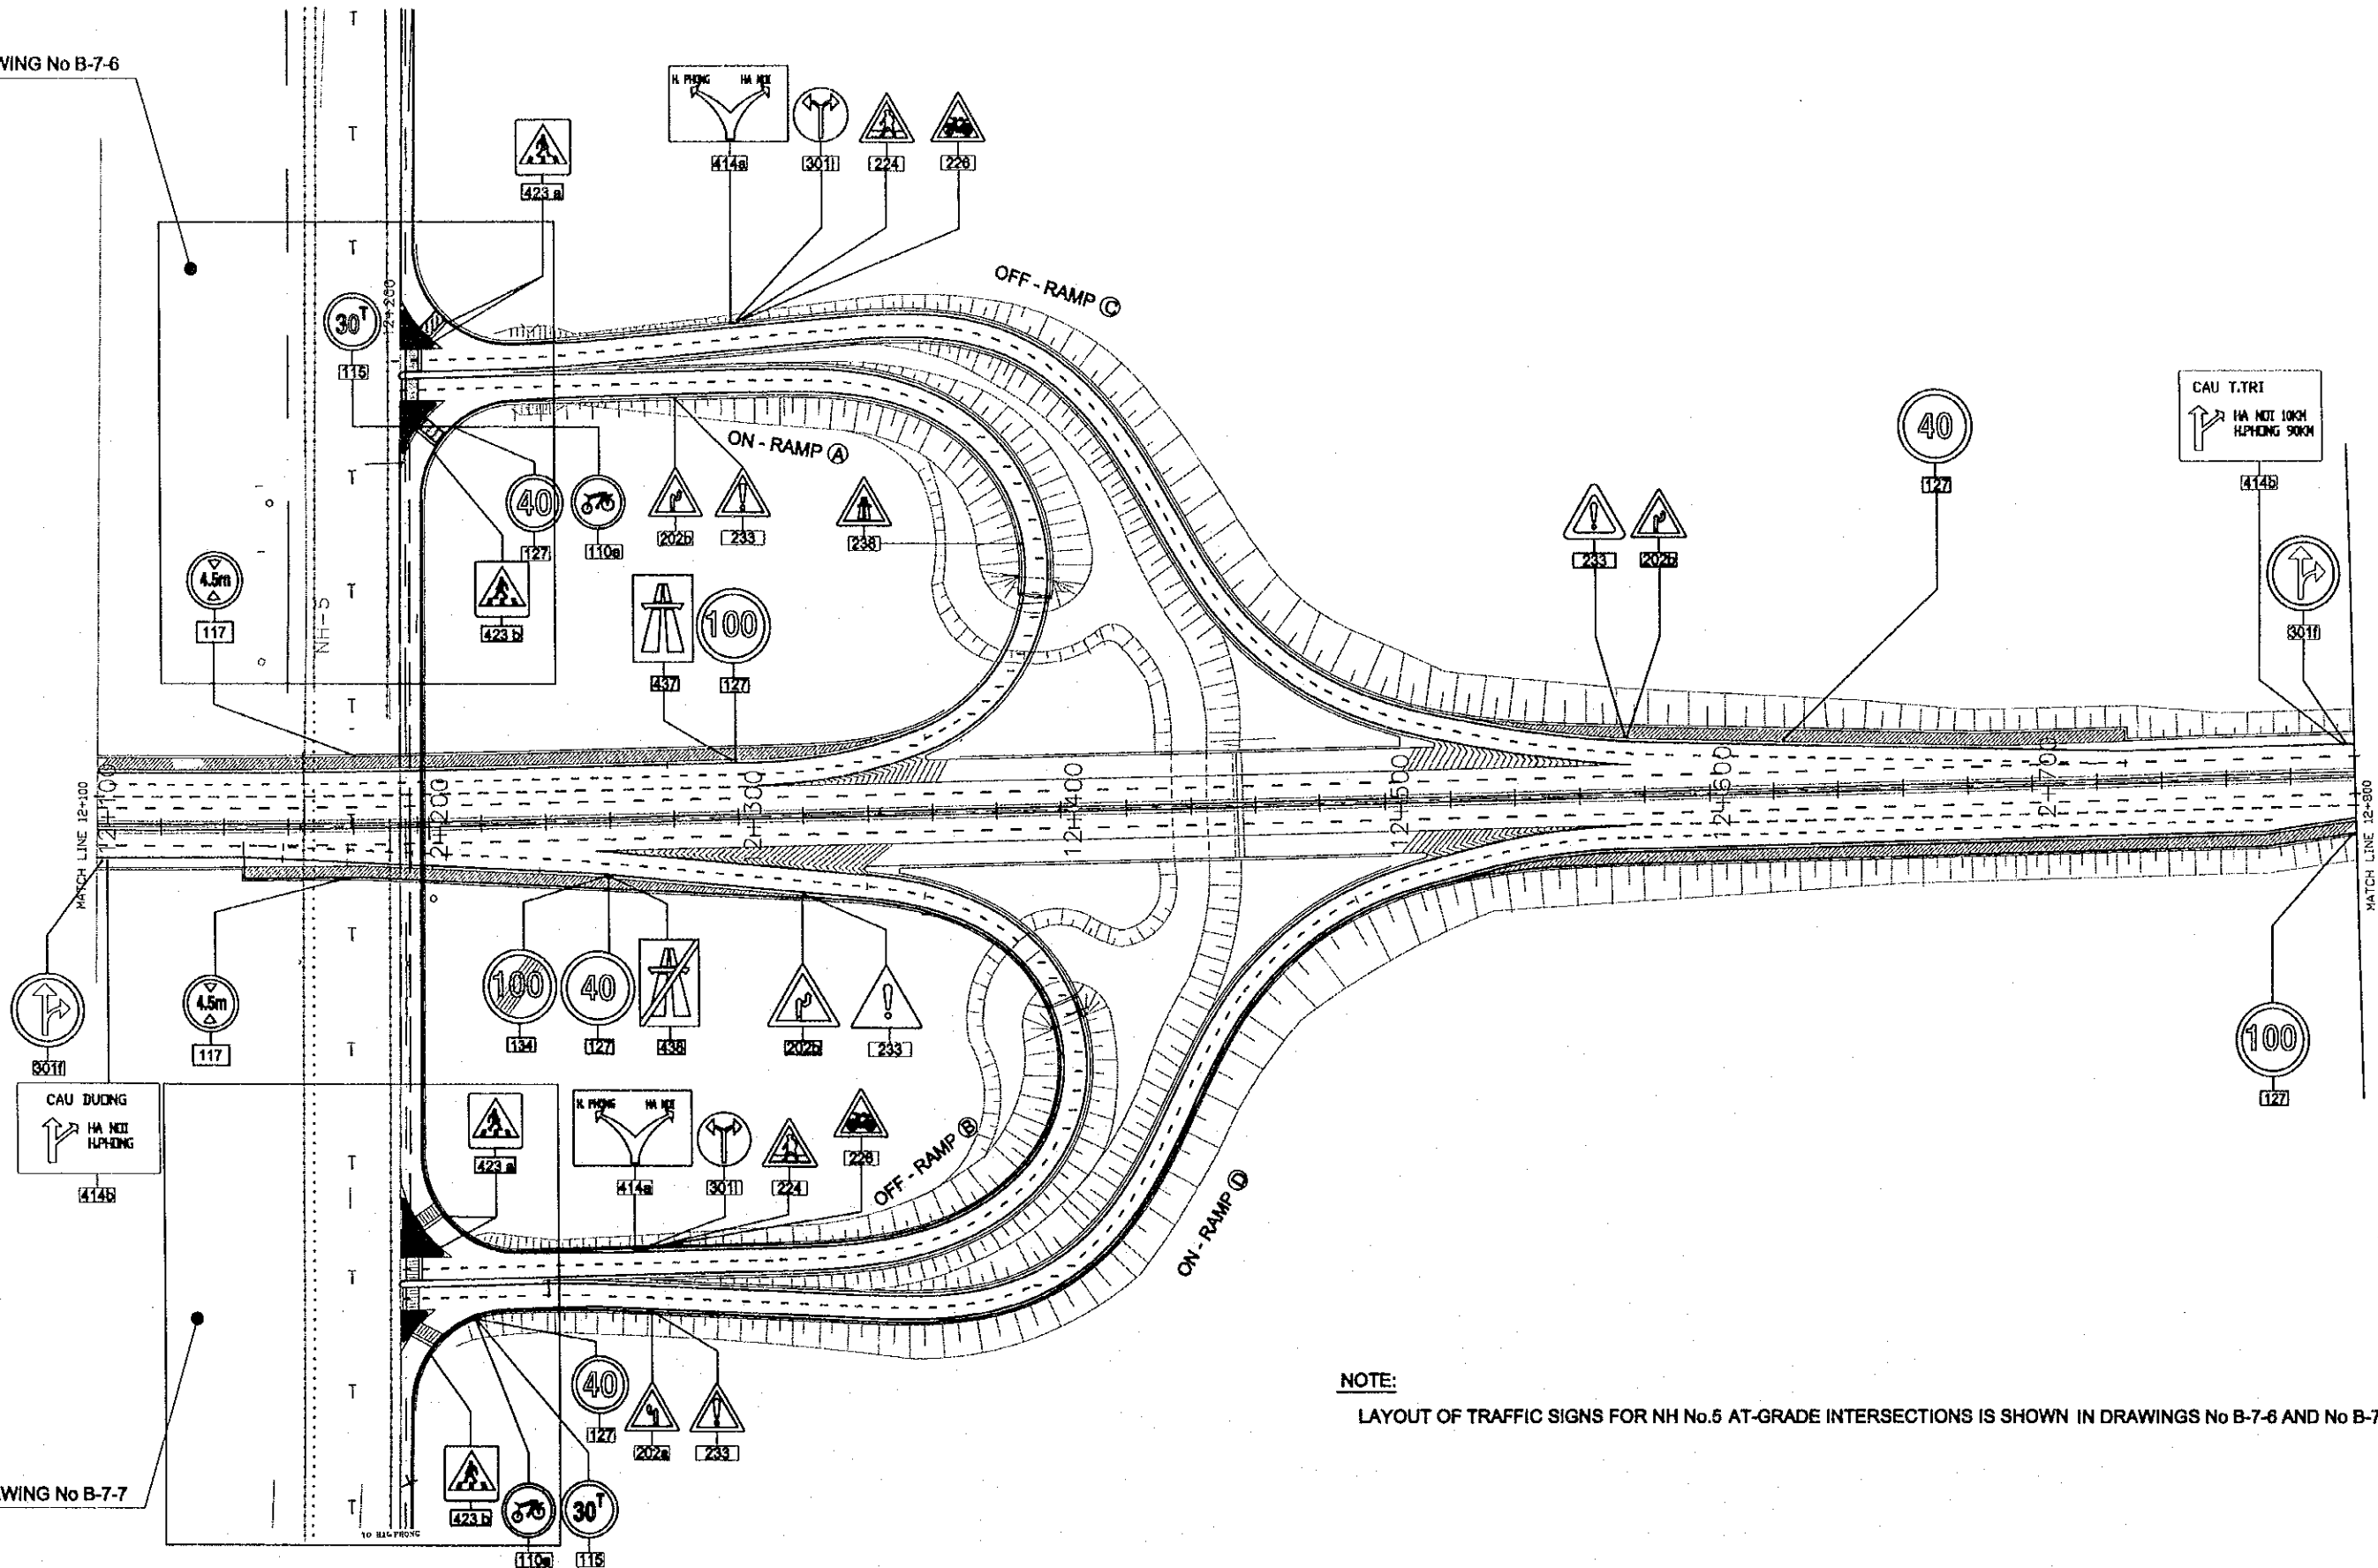 WING No B-7-6
H. PHONG HA NOI
414a
301i
224
226
423 a
OFF - RAMP C
12+200
30T
115
ON - RAMP A
40
127
110a
202b
233
238
423 b
4.5m
117
NH-5
437
100
127
CAU T.TRI
HA NOI 10KM
H.PHONG 90KM
414b
40
127
233
202b
301f
MATCH LINE 12+100
12+100
12+200
12+300
12+400
12+500
12+600
12+700
MATCH LINE 12+800
301f
4.5m
117
100
134
40
127
438
202b
233
100
127
CAU DUONG
HA NOI
H.PHONG
414b
423 a
H. PHONG HA NOI
414a
301i
224
226
OFF - RAMP B
ON - RAMP D
40
127
202a
233
423 b
110a
30T
115
WING No B-7-7
TO HAI PHONG
NOTE:
LAYOUT OF TRAFFIC SIGNS FOR NH No.5 AT-GRADE INTERSECTIONS IS SHOWN IN DRAWINGS No B-7-6 AND No B-7